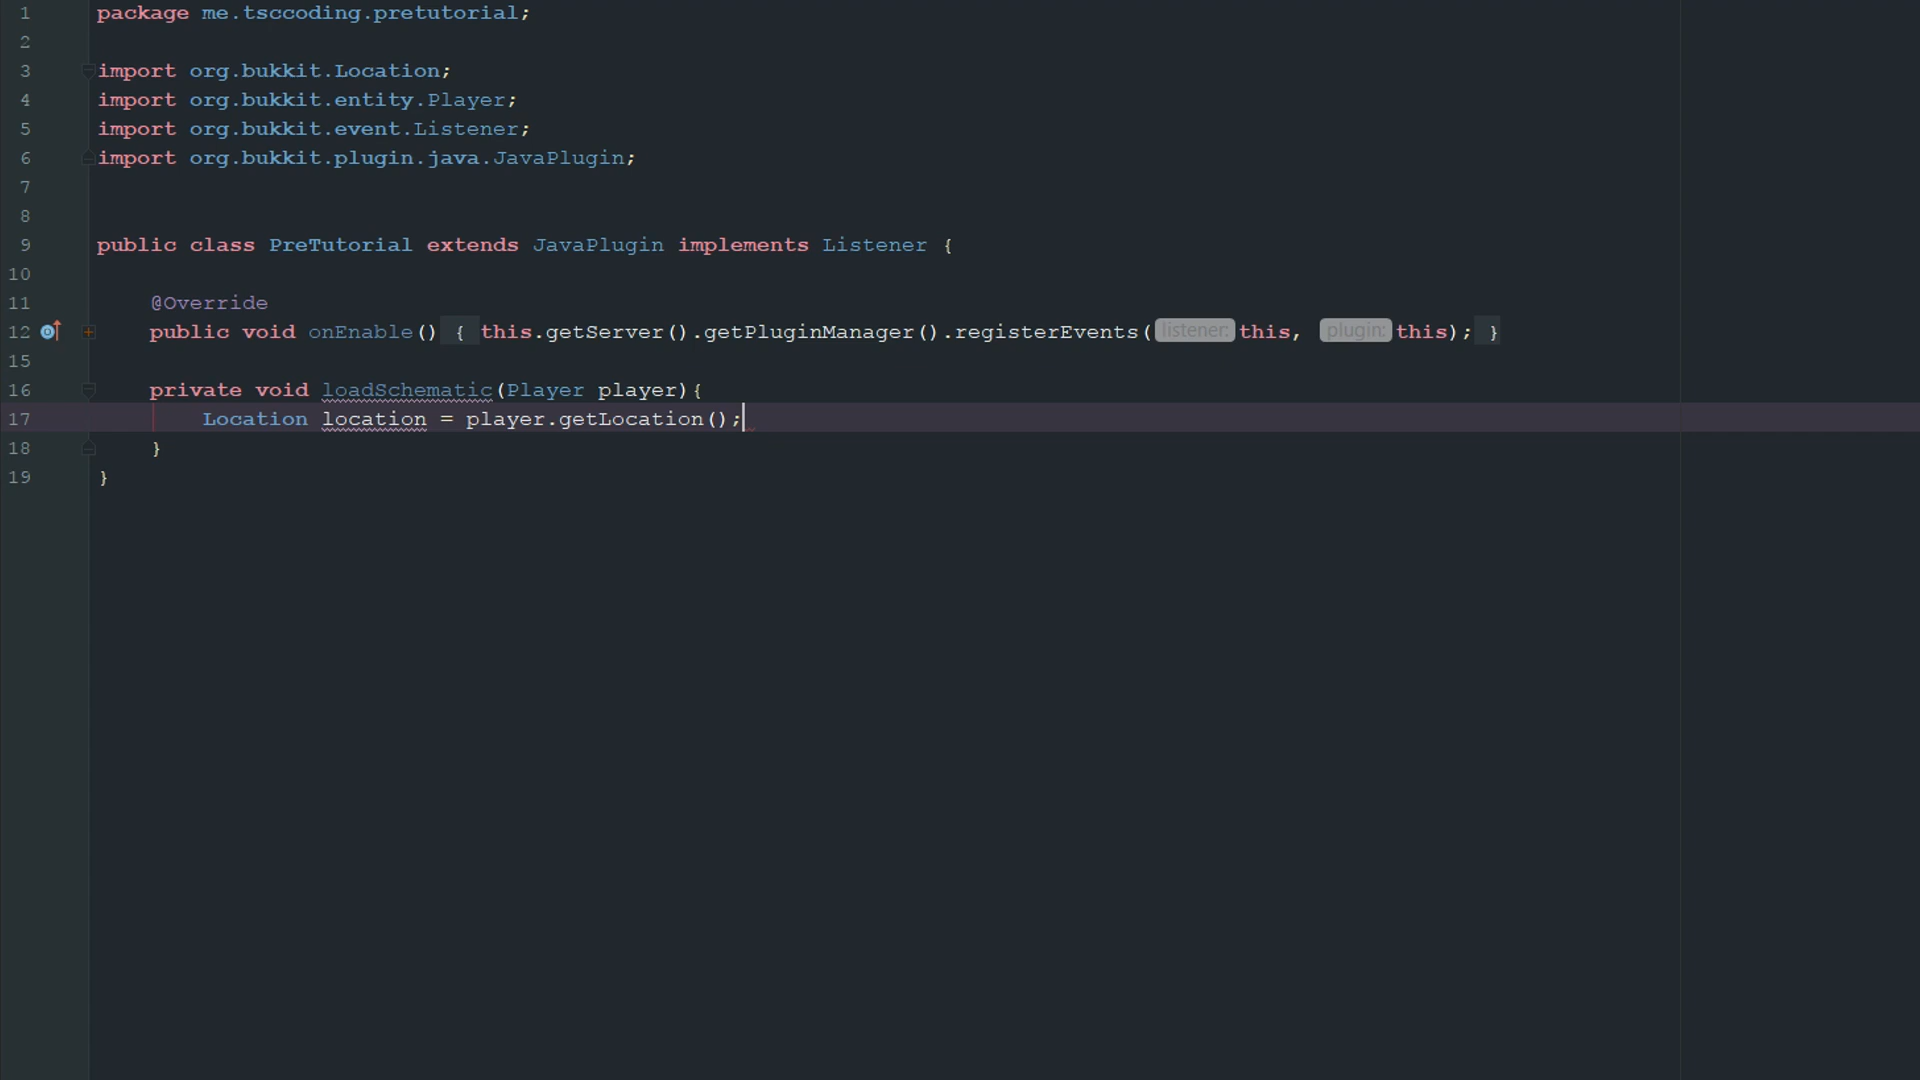 1 package me.tsccoding.pretutorial;
2
3 import org.bukkit.Location;
4 import org.bukkit.entity.Player;
5 import org.bukkit.event.Listener;
6 import org.bukkit.plugin.java.JavaPlugin;
7
8
9 public class PreTutorial extends JavaPlugin implements Listener {
10
11 @Override
12 public void onEnable() { this.getServer().getPluginManager().registerEvents( listener: this, plugin: this); }
15
16 private void loadSchematic(Player player){
17 Location location = player.getLocation();
18 }
19 }